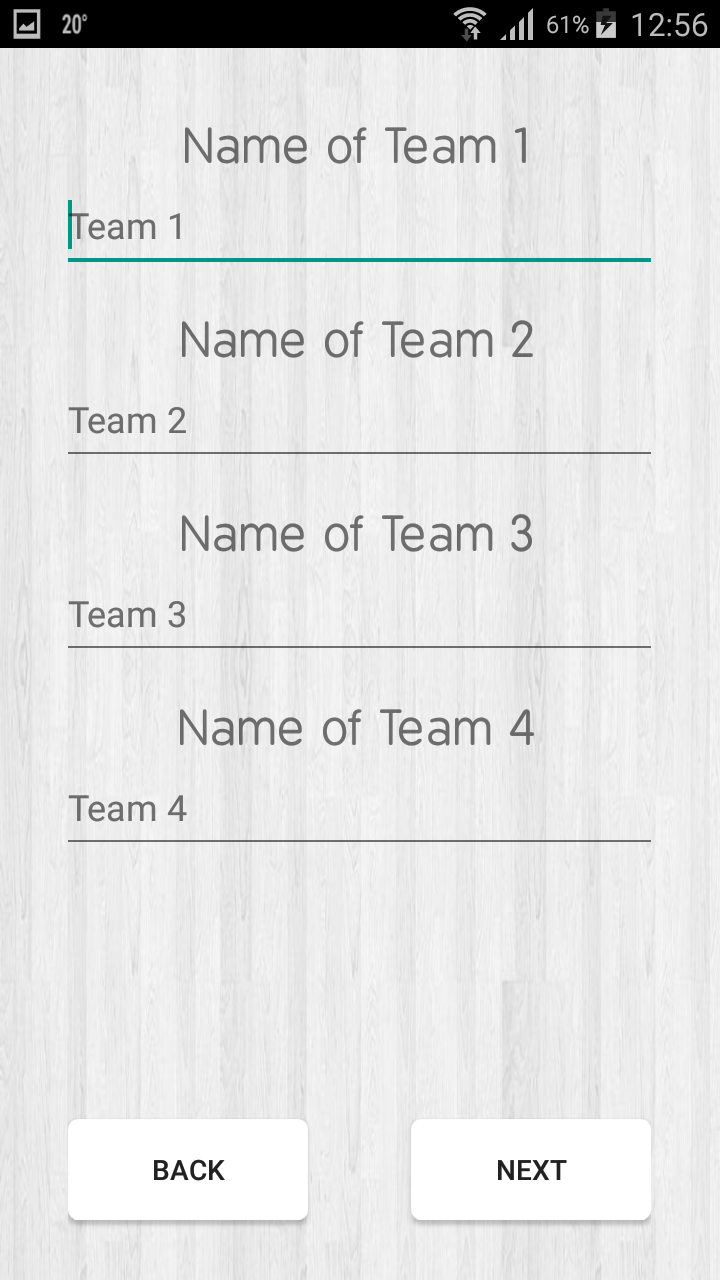 20°
61% 12:56
Name of Team 1
Team 1
Name of Team 2
Team 2
Name of Team 3
Team 3
Name of Team 4
Team 4
BACK
NEXT